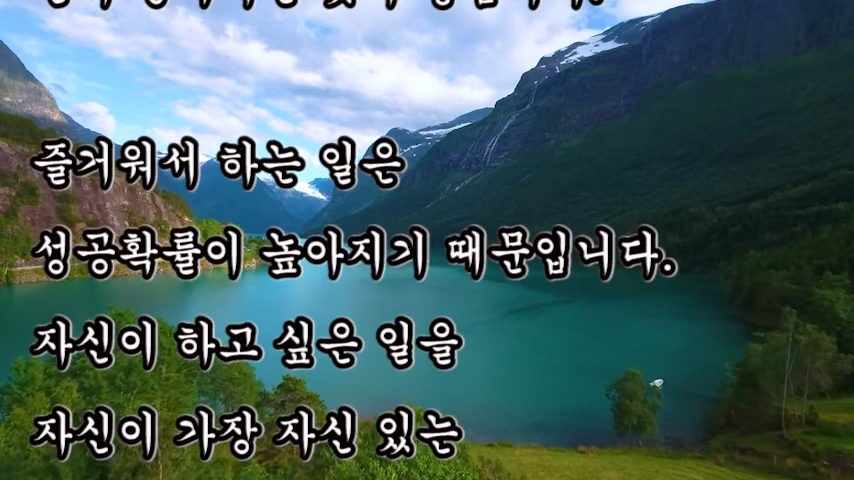 즐거워서 하는 일은
성공확률이 높아지기 때문입니다.
자신이 하고 싶은 일을
자신이 가장 자신 있는